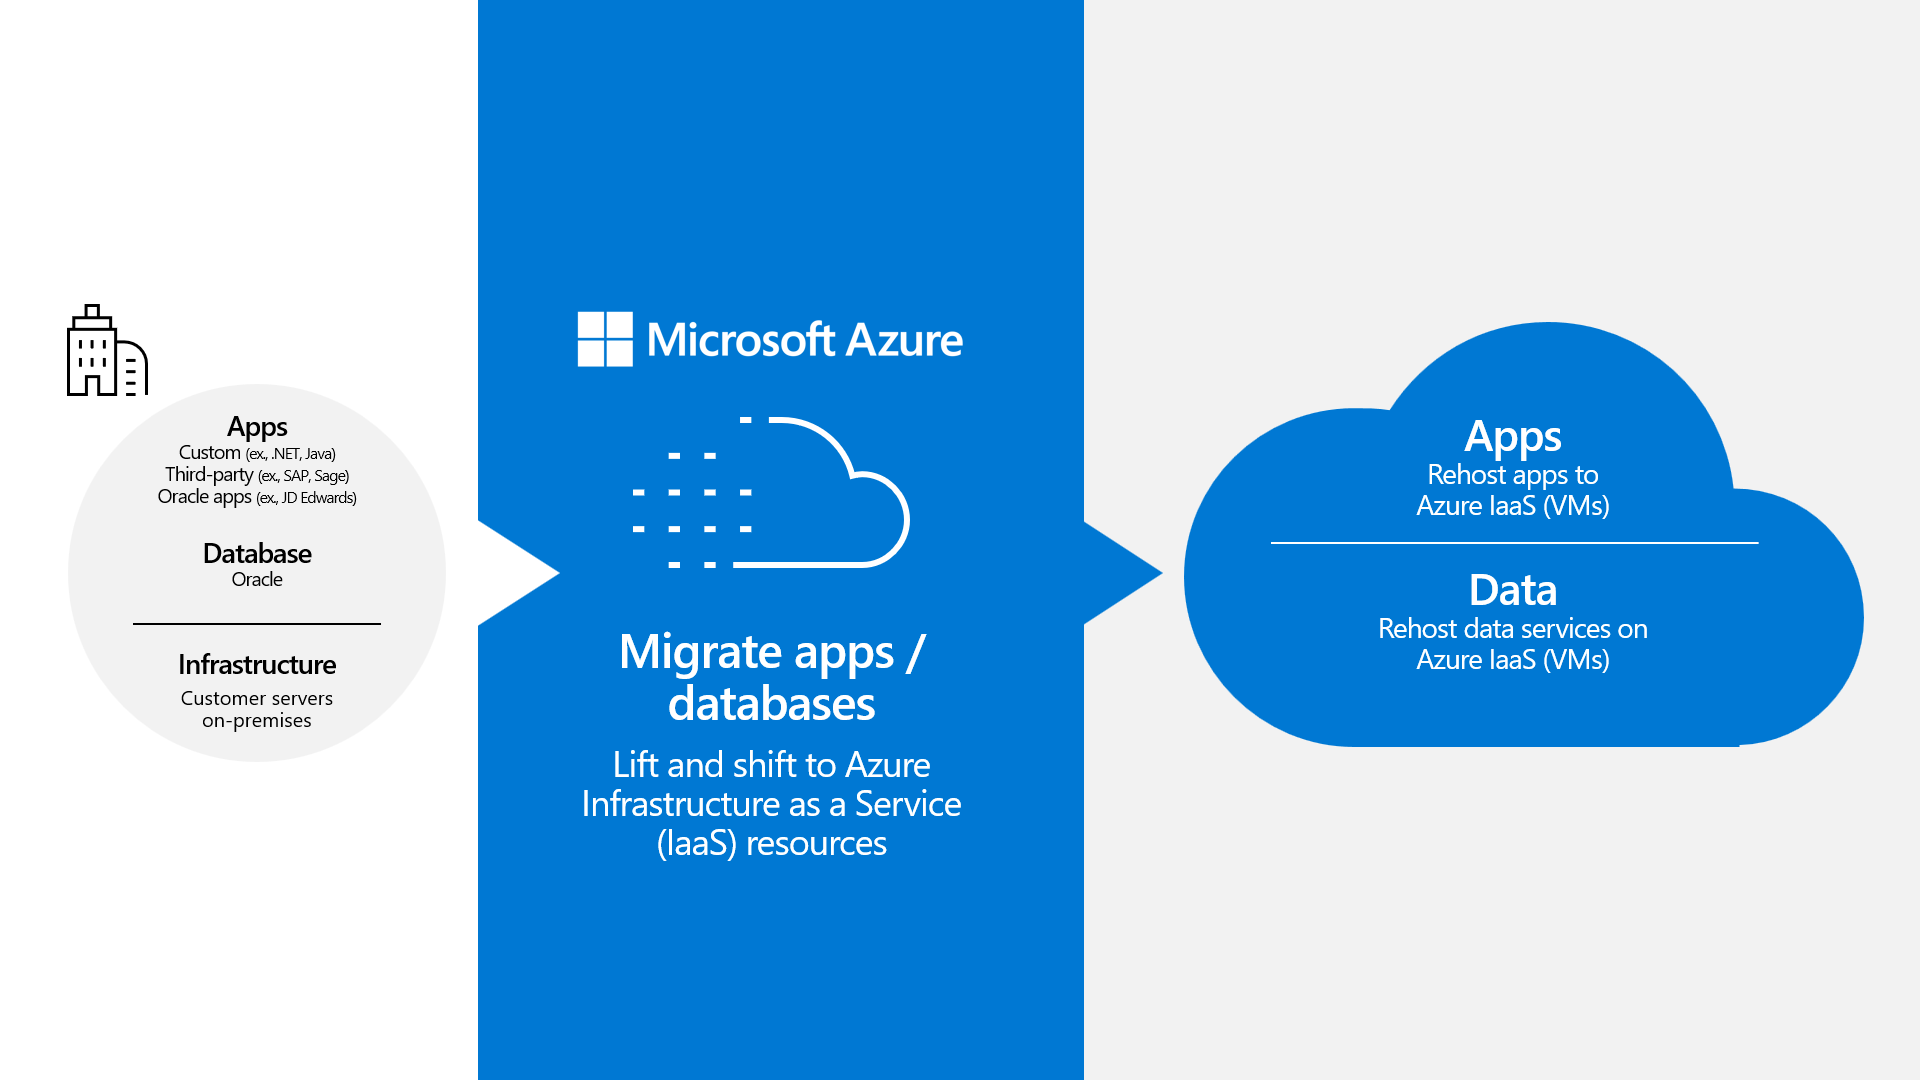 Apps
Custom (ex., .NET, Java)
Third-party (ex., SAP, Sage)
Oracle apps (ex., JD Edwards)
Database
Oracle
Infrastructure
Customer servers
on-premises
Microsoft Azure
Migrate apps /
databases
Lift and shift to Azure
Infrastructure as a Service
(IaaS) resources
Apps
Rehost apps to
Azure IaaS (VMs)
Data
Rehost data services on
Azure IaaS (VMs)